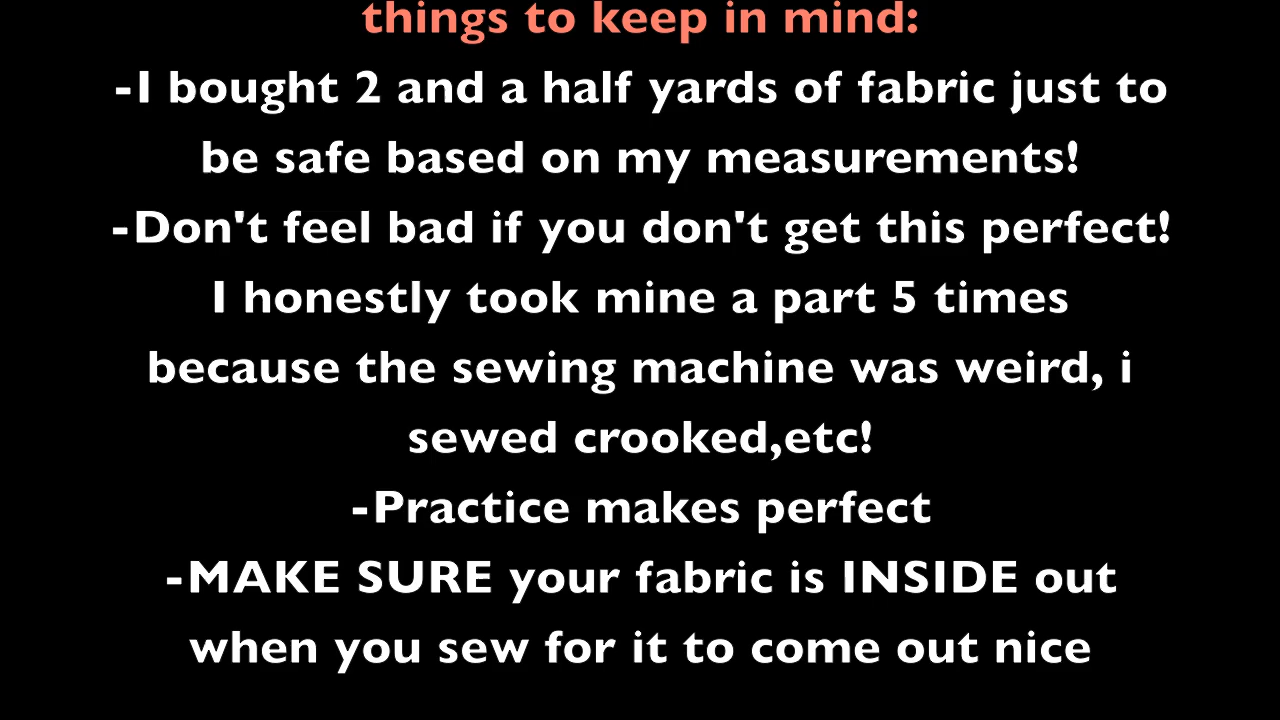 things to keep in mind:
-I bought 2 and a half yards of fabric just to
be safe based on my measurements!
-Don't feel bad if you don't get this perfect!
I honestly took mine a part 5 times
because the sewing machine was weird, i
sewed crooked,etc!
-Practice makes perfect
-MAKE SURE your fabric is INSIDE out
when you sew for it to come out nice